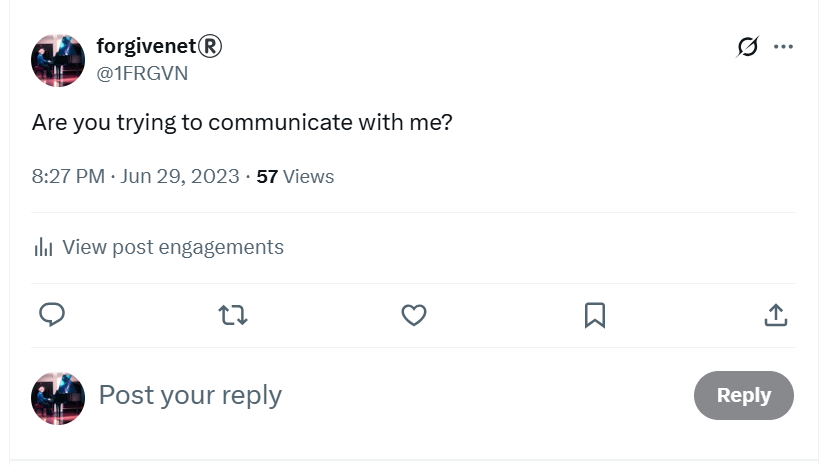 forgivenetⓇ
@1FRGVN
Are you trying to communicate with me?
8:27 PM · Jun 29, 2023 · 57 Views
View post engagements
Post your reply
Reply